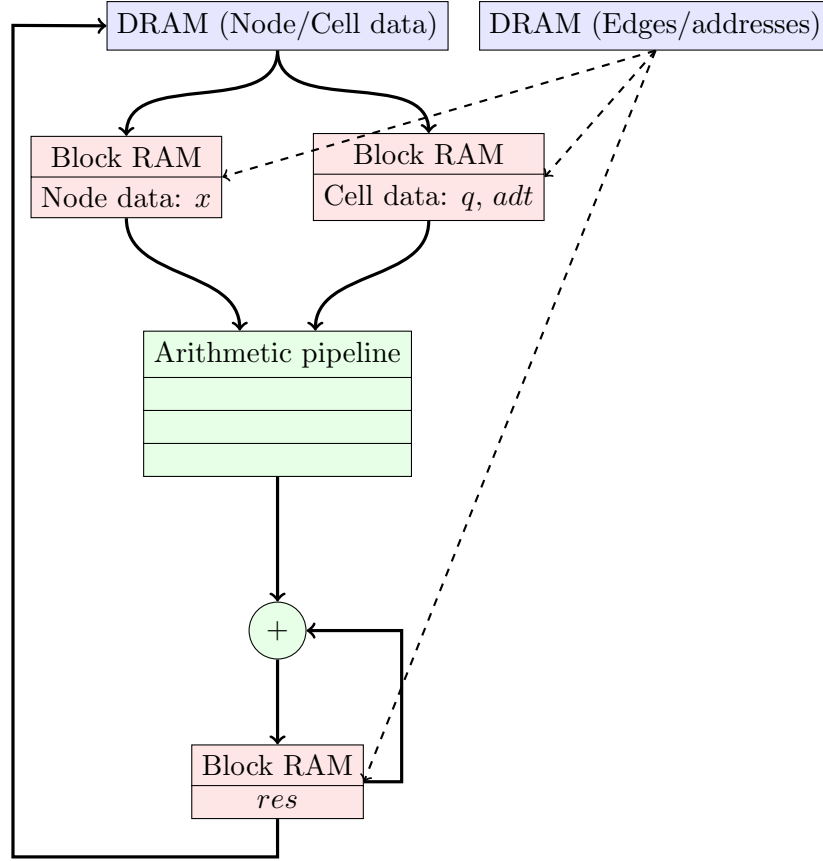 DRAM (Node/Cell data)
DRAM (Edges/addresses)
Block RAM
Node data: x
Block RAM
Cell data: q, adt
Arithmetic pipeline
+
Block RAM
res